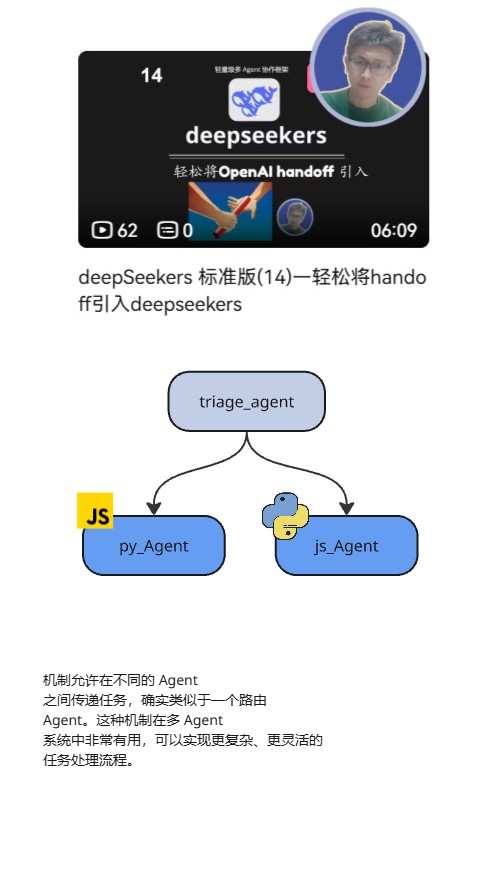 14
轻量级多 Agent 协作框架
deepseekers
轻松将OpenAI handoff 引入
62
0
06:09
deepSeekers 标准版(14)一轻松将hando
ff引入deepseekers
triage_agent
JS
py_Agent
js_Agent
机制允许在不同的 Agent
之间传递任务，确实类似于一个路由
Agent。这种机制在多 Agent
系统中非常有用，可以实现更复杂、更灵活的
任务处理流程。